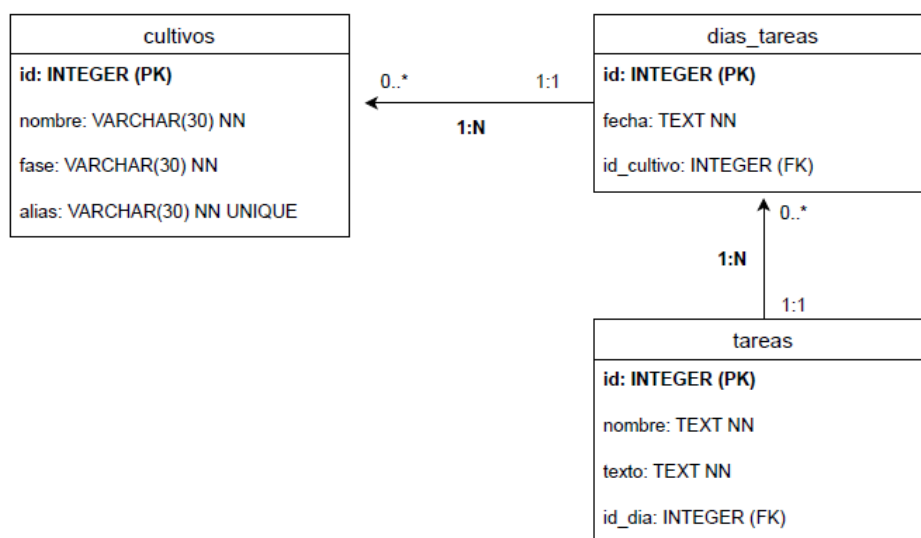 cultivos
id: INTEGER (PK)
nombre: VARCHAR(30) NN
fase: VARCHAR(30) NN
alias: VARCHAR(30) NN UNIQUE
0..*
1:1
1:N
dias_tareas
id: INTEGER (PK)
fecha: TEXT NN
id_cultivo: INTEGER (FK)
0..*
1:N
1:1
tareas
id: INTEGER (PK)
nombre: TEXT NN
texto: TEXT NN
id_dia: INTEGER (FK)